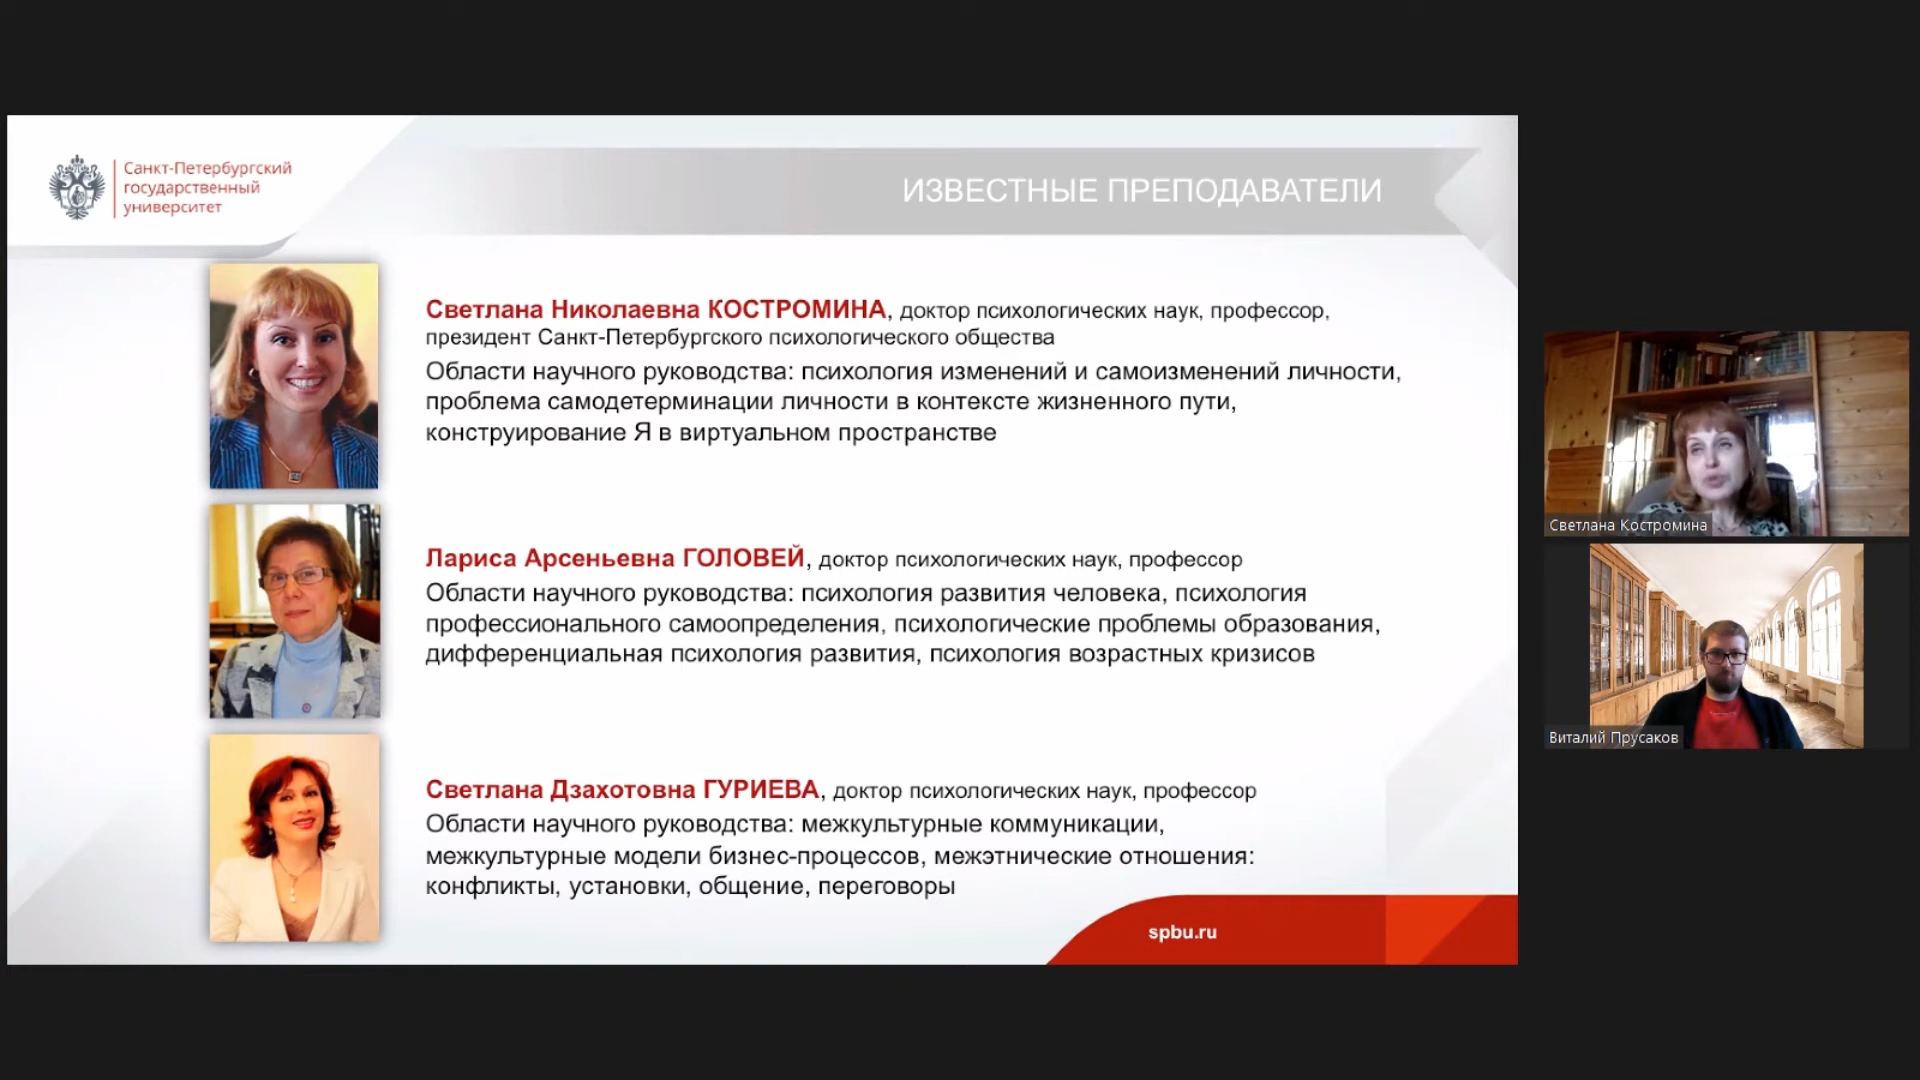 Санкт-Петербургский
государственный
университет
ИЗВЕСТНЫЕ ПРЕПОДАВАТЕЛИ
Светлана Николаевна КОСТРОМИНА, доктор психологических наук, профессор,
президент Санкт-Петербургского психологического общества
Области научного руководства: психология изменений и самоизменений личности,
проблема самодетерминации личности в контексте жизненного пути,
конструирование Я в виртуальном пространстве
Лариса Арсеньевна ГОЛОВЕЙ, доктор психологических наук, профессор
Области научного руководства: психология развития человека, психология
профессионального самоопределения, психологические проблемы образования,
дифференциальная психология развития, психология возрастных кризисов
Светлана Дзахотовна ГУРИЕВА, доктор психологических наук, профессор
Области научного руководства: межкультурные коммуникации,
межкультурные модели бизнес-процессов, межэтнические отношения:
конфликты, установки, общение, переговоры
spbu.ru
Светлана Костромина
Виталий Прусаков